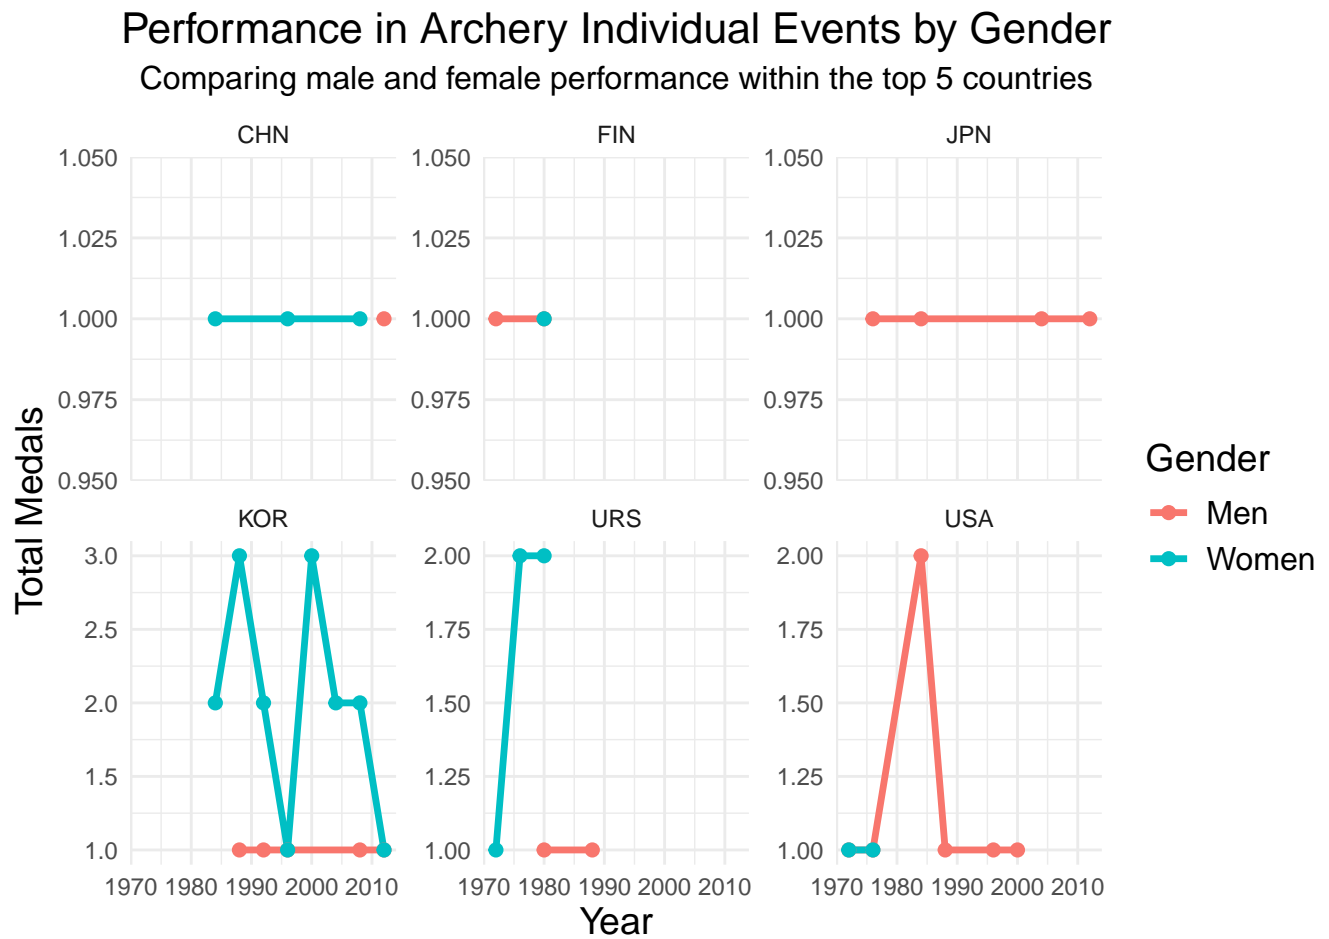 Performance in Archery Individual Events by Gender
Comparing male and female performance within the top 5 countries
CHN
FIN
JPN
1.050
1.025
1.000
0.975
0.950
1.050
1.025
1.000
0.975
0.950
1.050
1.025
1.000
0.975
0.950
Total Medals
KOR
URS
USA
3.0
2.5
2.0
1.5
1.0
2.00
1.75
1.50
1.25
1.00
2.00
1.75
1.50
1.25
1.00
1970 1980 1990 2000 2010
1970 1980 1990 2000 2010
1970 1980 1990 2000 2010
Year
Gender
Men
Women